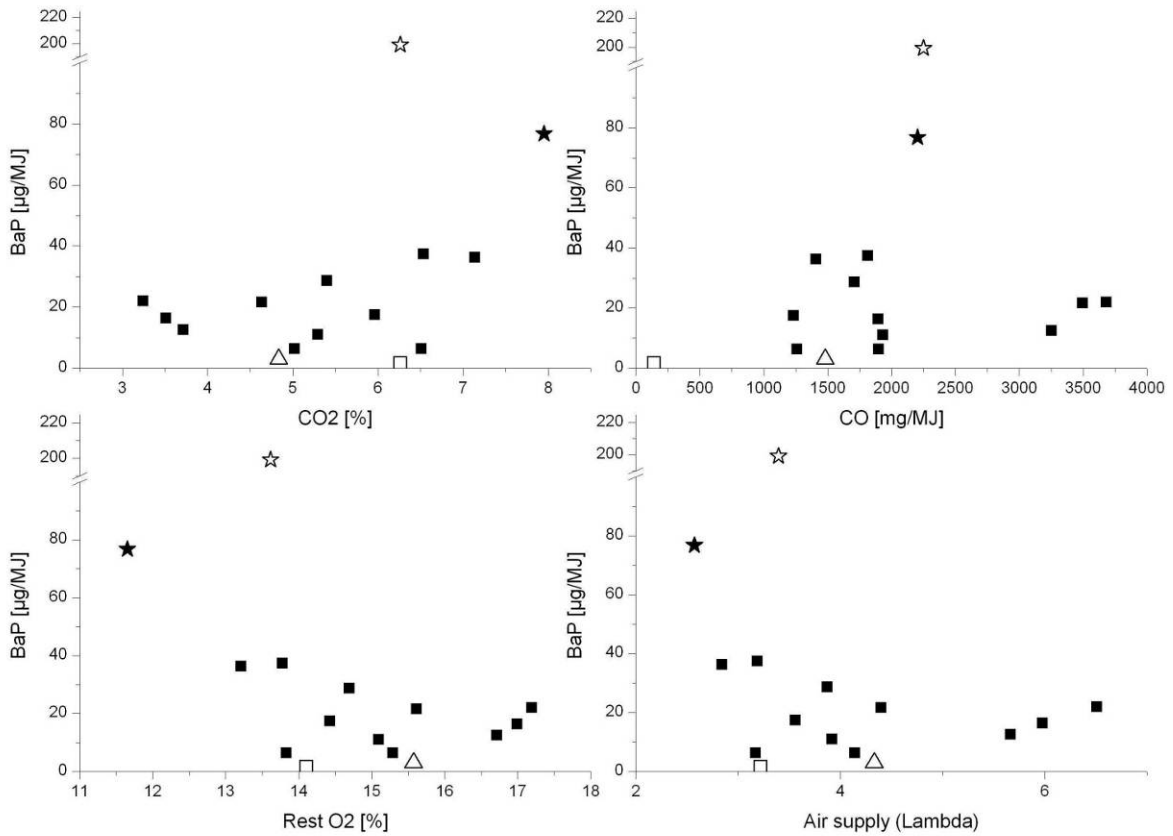 220
200
80
60
40
20
0
BaP [µg/MJ]
3 4 5 6 7 8
CO2 [%]
220
200
80
60
40
20
0
BaP [µg/MJ]
0 500 1000 1500 2000 2500 3000 3500 4000
CO [mg/MJ]
220
200
80
60
40
20
0
BaP [µg/MJ]
11 12 13 14 15 16 17 18
Rest O2 [%]
220
200
80
60
40
20
0
BaP [µg/MJ]
2 4 6
Air supply (Lambda)